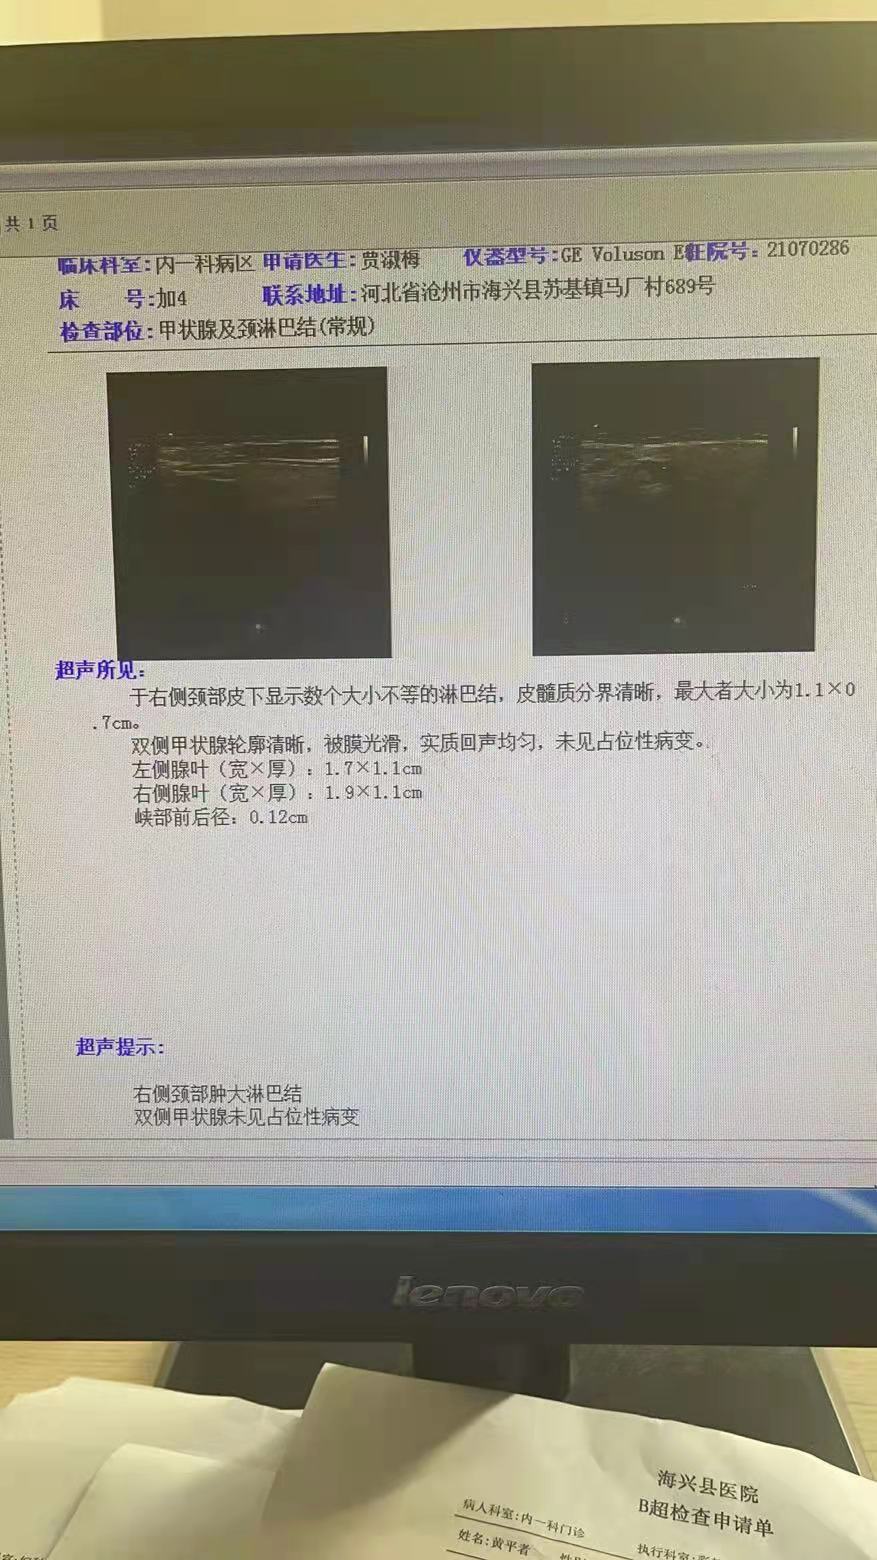 共 1 页
临床科室:内一科病区 申请医生:贾淑梅 仪器型号:GE Voluson E 住院号: 21070286
床 号:加4 联系地址:河北省沧州市海兴县苏基镇马厂村689号
检查部位:甲状腺及颈淋巴结(常规)
超声所见:
于右侧颈部皮下显示数个大小不等的淋巴结，皮髓质分界清晰，最大者大小为1.1×0
.7cm。
双侧甲状腺轮廓清晰，被膜光滑，实质回声均匀，未见占位性病变。
左侧腺叶（宽×厚）: 1.7×1.1cm
右侧腺叶（宽×厚）: 1.9×1.1cm
峡部前后径: 0.12cm
超声提示:
右侧颈部肿大淋巴结
双侧甲状腺未见占位性病变
lenovo
海兴县医院
B超检查申请单
病人科室:内一科门诊
姓名:黄平者
执行科室: